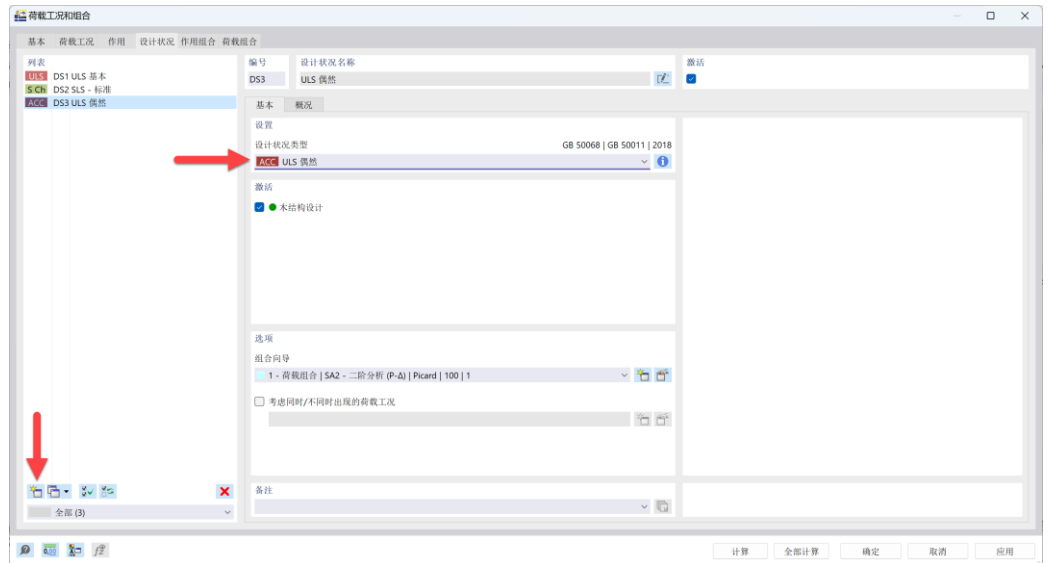 荷载工况和组合
基本 荷载工况 作用 设计状况 作用组合 荷载组合
列表
ULS DS1 ULS 基本
S Ch DS2 SLS - 标准
ACC DS3 ULS 偶然
全部 (3)
编号 设计状况名称
DS3 ULS 偶然
激活
基本 概况
设置
设计状况类型 GB 50068 | GB 50011 | 2018
ACC ULS 偶然
激活
木结构设计
选项
组合向导
1 - 荷载组合 | SA2 - 二阶分析 (P-Δ) | Picard | 100 | 1
考虑同时/不同时出现的荷载工况
备注
计算 全部计算 确定 取消 应用